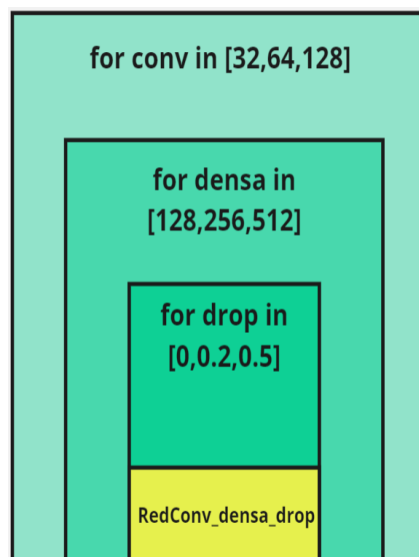 for conv in [32,64,128]
for densa in
[128,256,512]
for drop in
[0,0.2,0.5]
RedConv_densa_drop